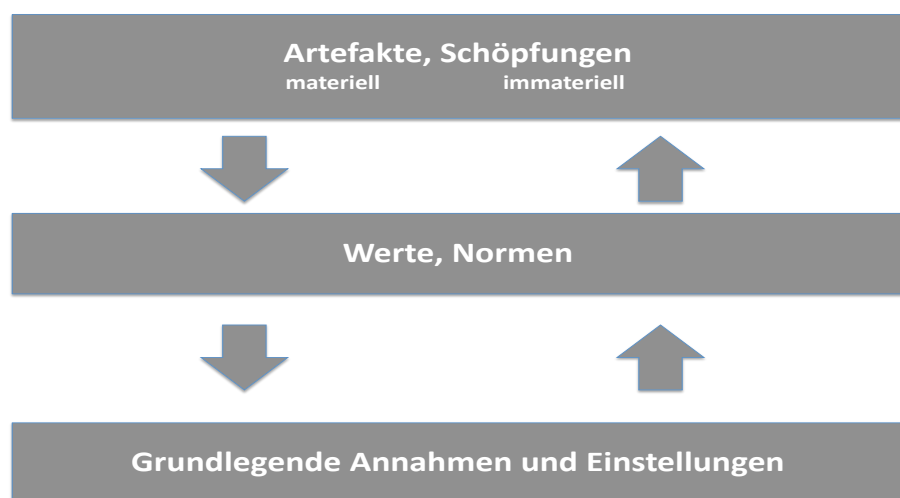 Artefakte, Schöpfungen
materiell immateriell
Werte, Normen
Grundlegende Annahmen und Einstellungen